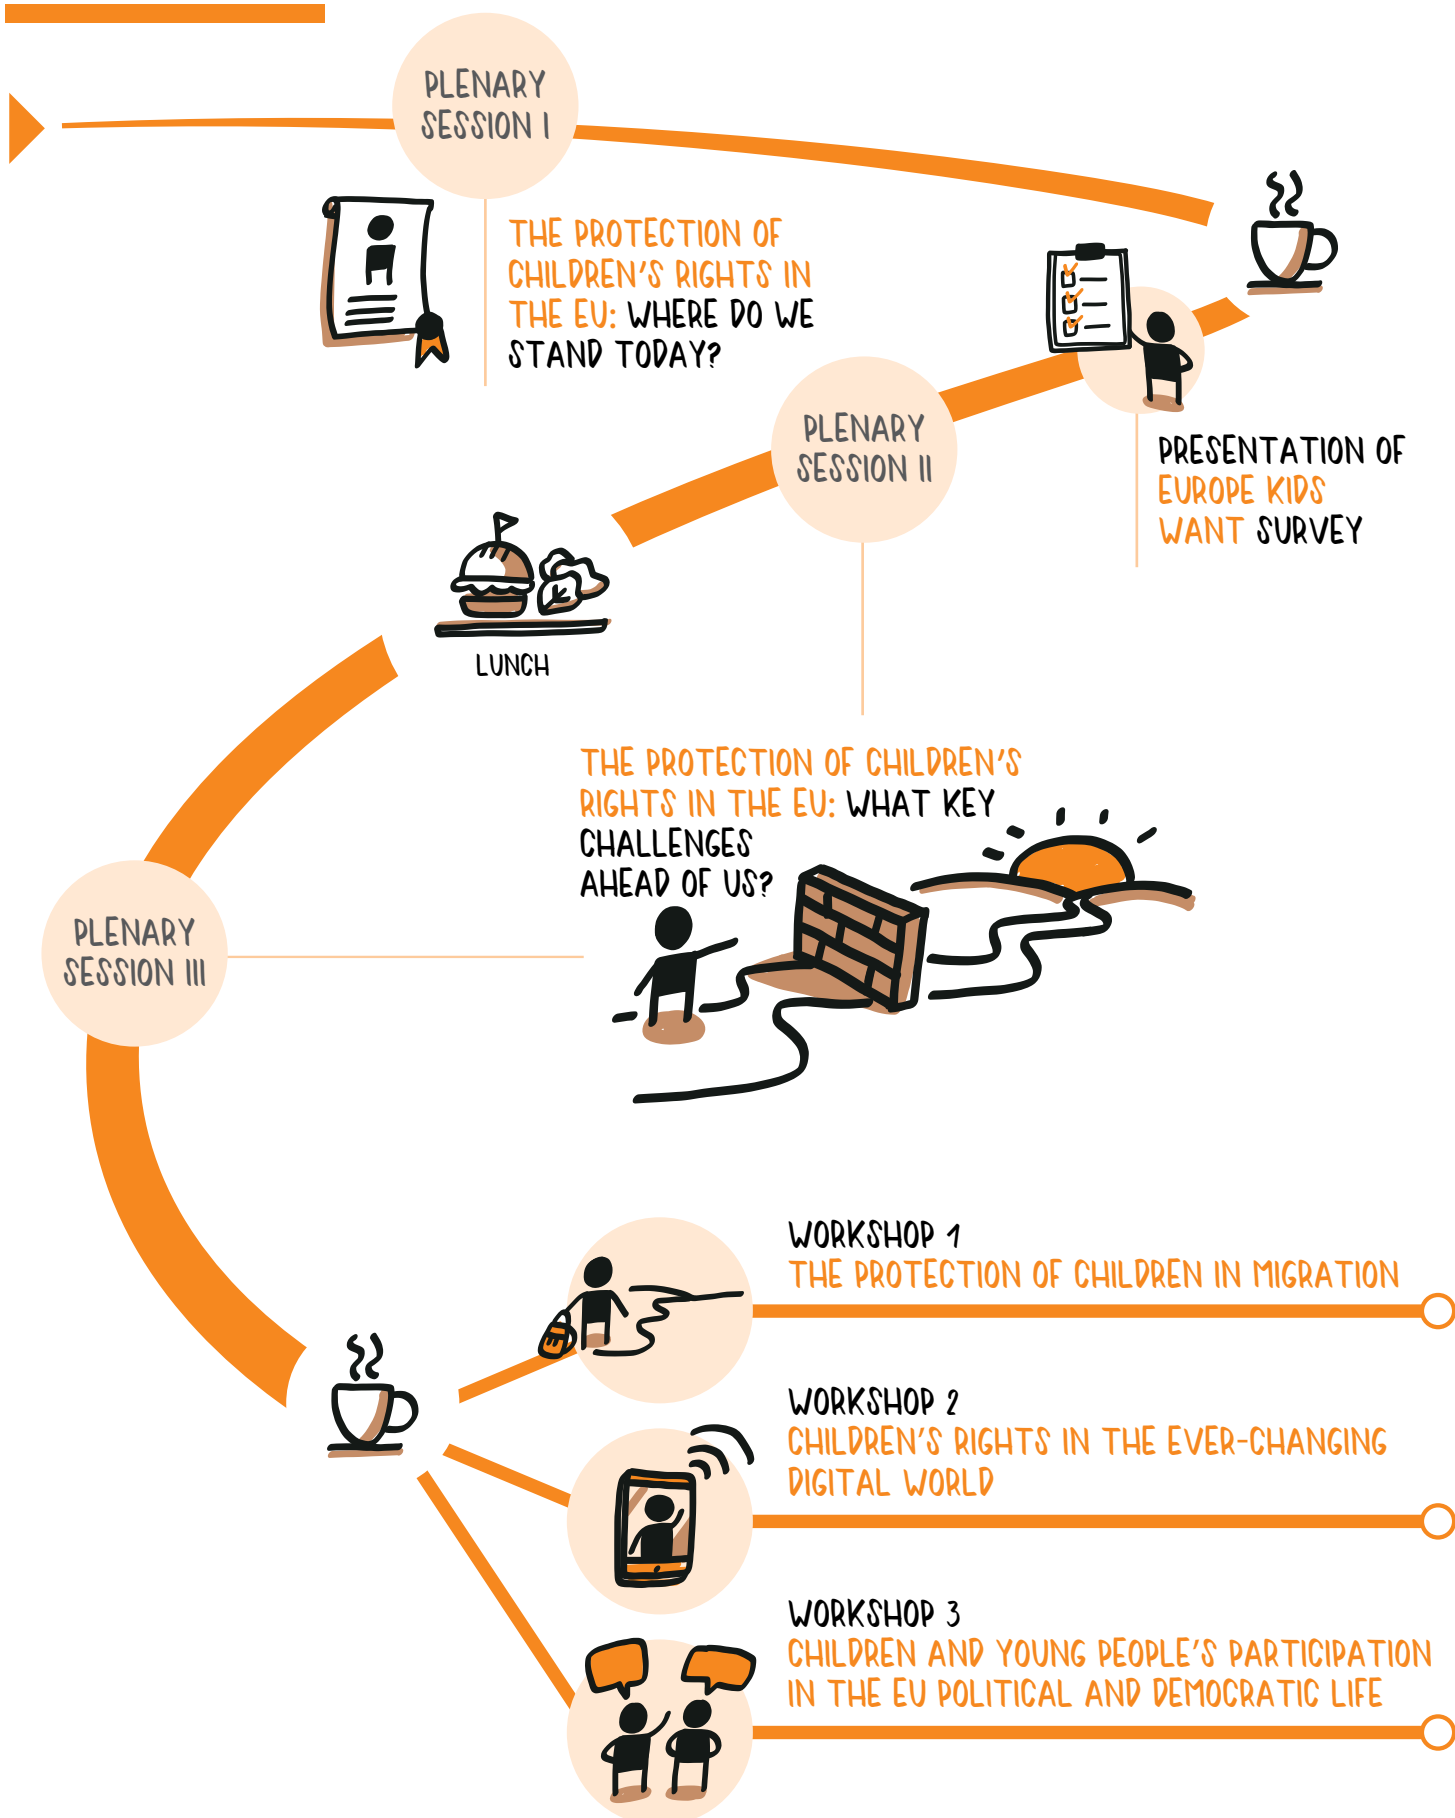 PLENARY
SESSION I
THE PROTECTION OF
CHILDREN'S RIGHTS IN
THE EU: WHERE DO WE
STAND TODAY?
PRESENTATION OF
EUROPE KIDS
WANT SURVEY
PLENARY
SESSION II
LUNCH
THE PROTECTION OF CHILDREN'S
RIGHTS IN THE EU: WHAT KEY
CHALLENGES
AHEAD OF US?
PLENARY
SESSION III
WORKSHOP 1
THE PROTECTION OF CHILDREN IN MIGRATION
WORKSHOP 2
CHILDREN'S RIGHTS IN THE EVER-CHANGING
DIGITAL WORLD
WORKSHOP 3
CHILDREN AND YOUNG PEOPLE'S PARTICIPATION
IN THE EU POLITICAL AND DEMOCRATIC LIFE